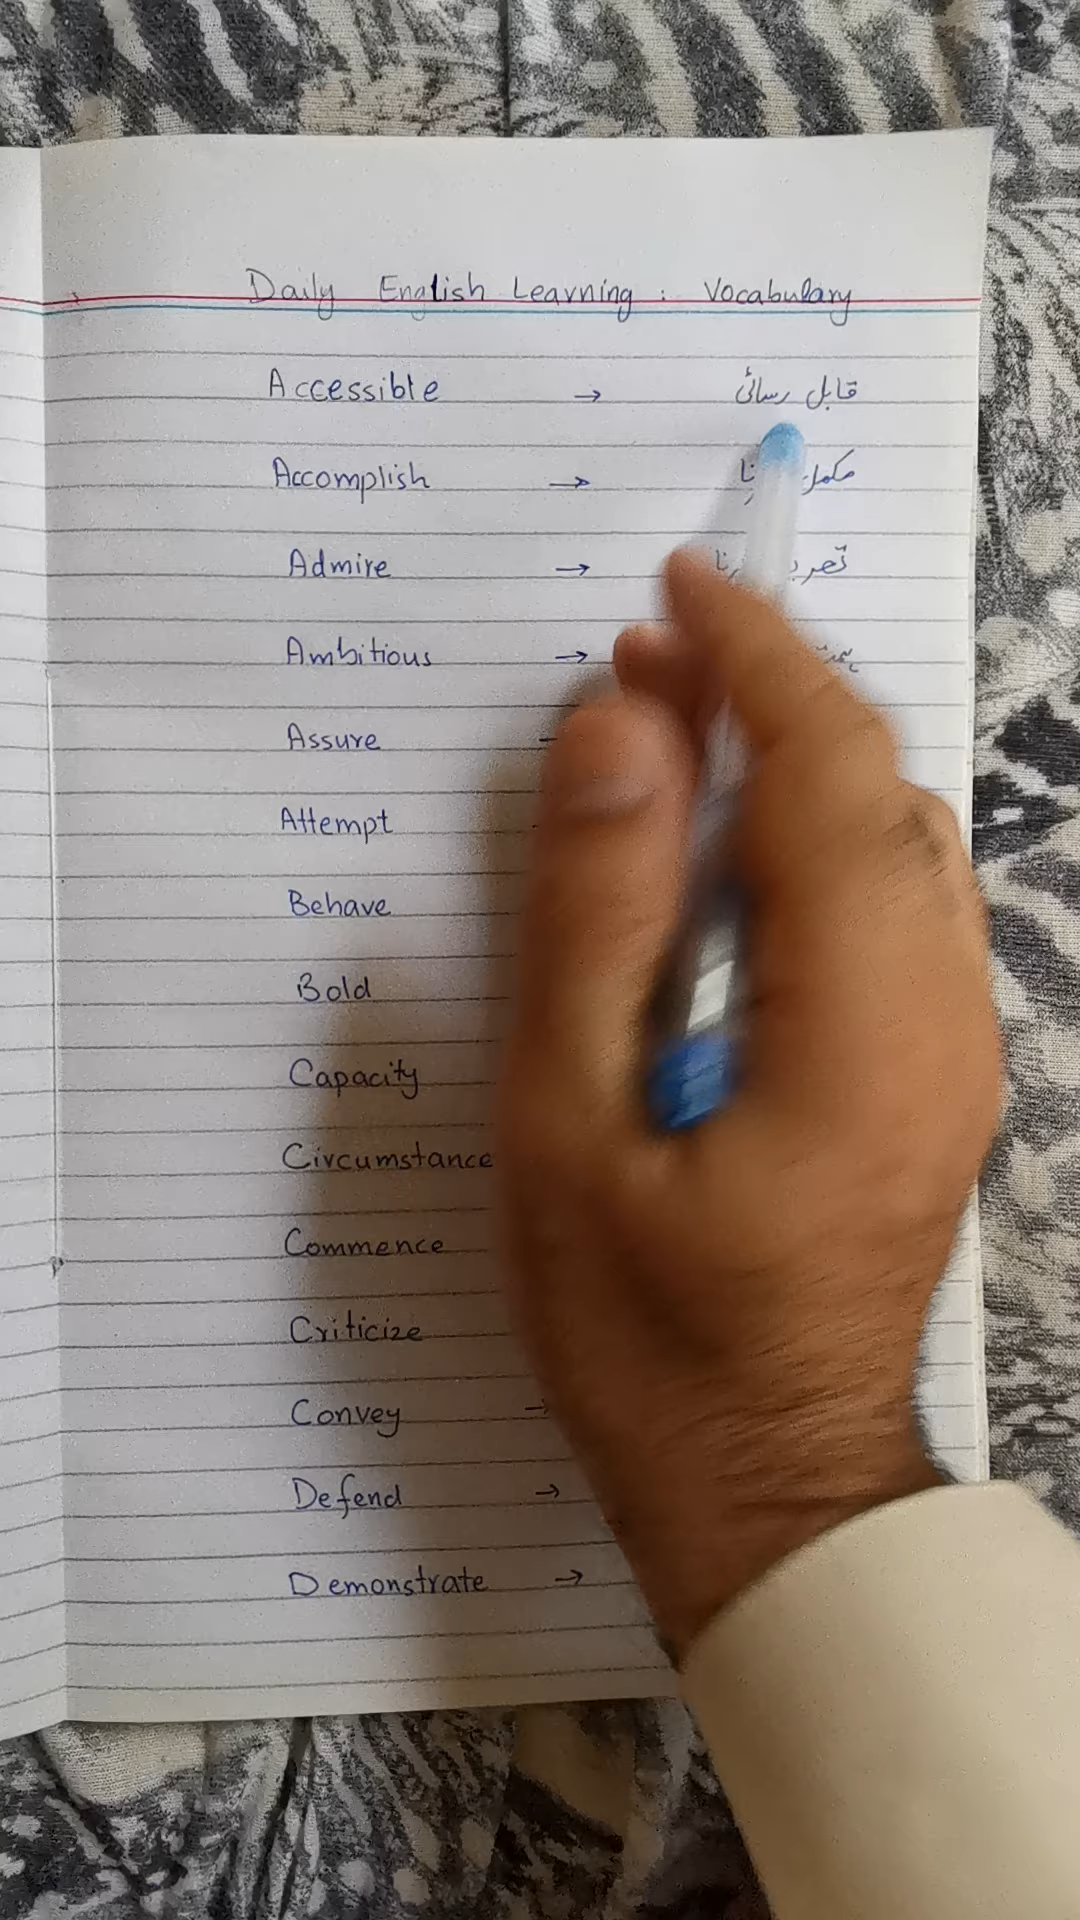 Daily English Learning : Vocabulary
Accessible → قابل رسائی
Accomplish → مکمل
Admire →
Ambitious →
Assure
Attempt
Behave
Bold
Capacity
Circumstance
Commence
Criticize
Convey →
Defend →
Demonstrate →